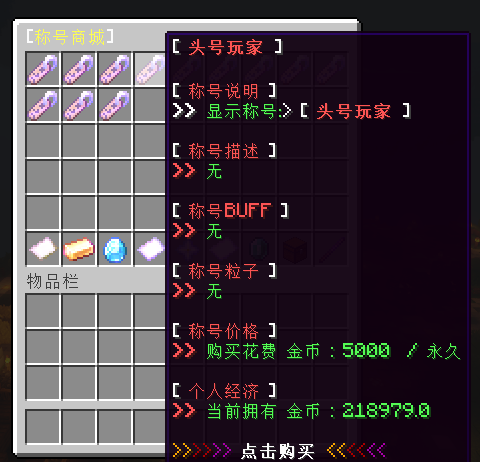 [称号商城]
[ 头号玩家 ]
[ 称号说明 ]
>> 显示称号:> [ 头号玩家 ]
[ 称号描述 ]
>> 无
[ 称号BUFF ]
>> 无
[ 称号粒子 ]
>> 无
[ 称号价格 ]
>> 购买花费 金币 : 5000 / 永久
[ 个人经济 ]
>> 当前拥有 金币 : 218979.0
>>>>>> 点击购买 <<<<<<
物品栏